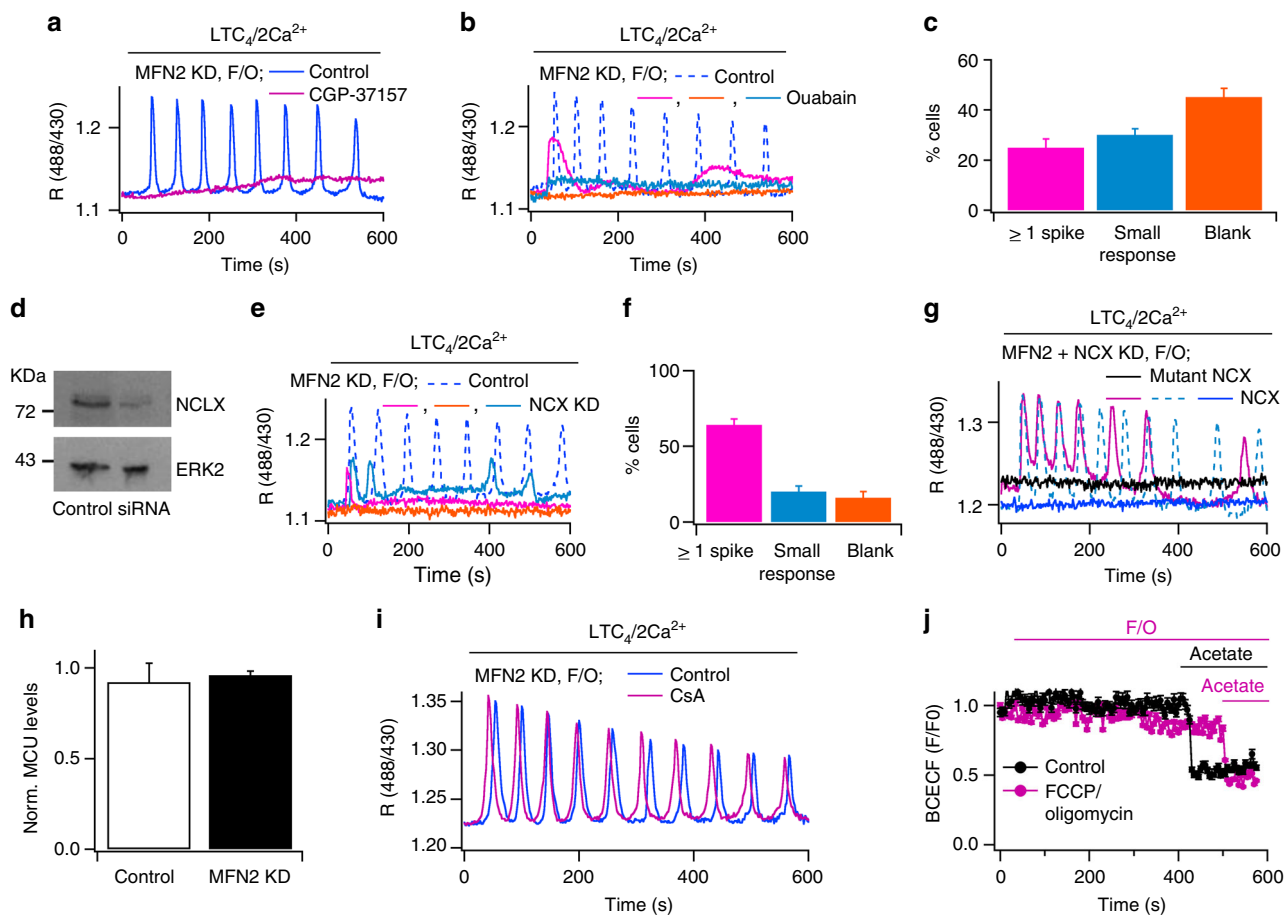 a
LTC₄/2Ca²⁺
MFN2 KD, F/O; Control
CGP-37157
R (488/430)
1.2
1.1
0 200 400 600
Time (s)
b
LTC₄/2Ca²⁺
MFN2 KD, F/O; Control
, , Ouabain
R (488/430)
1.2
1.1
0 200 400 600
Time (s)
c
% cells
60
40
20
0
≥ 1 spike Small response Blank
d
KDa
72
NCLX
43
ERK2
Control siRNA
e
LTC₄/2Ca²⁺
MFN2 KD, F/O; Control
, , NCX KD
R (488/430)
1.2
1.1
0 200 400 600
Time (s)
f
% cells
100
50
0
≥ 1 spike Small response Blank
g
LTC₄/2Ca²⁺
MFN2 + NCX KD, F/O;
Mutant NCX
NCX
R (488/430)
1.3
1.2
0 200 400 600
Time (s)
h
Norm. MCU levels
1.0
0.0
Control MFN2 KD
i
LTC₄/2Ca²⁺
MFN2 KD, F/O; Control
CsA
R (488/430)
1.35
1.30
1.25
1.20
0 200 400 600
Time (s)
j
F/O
Acetate
Acetate
BCECF (F/F0)
1.0
0.5
0.0
Control
FCCP/
oligomycin
0 200 400 600
Time (s)